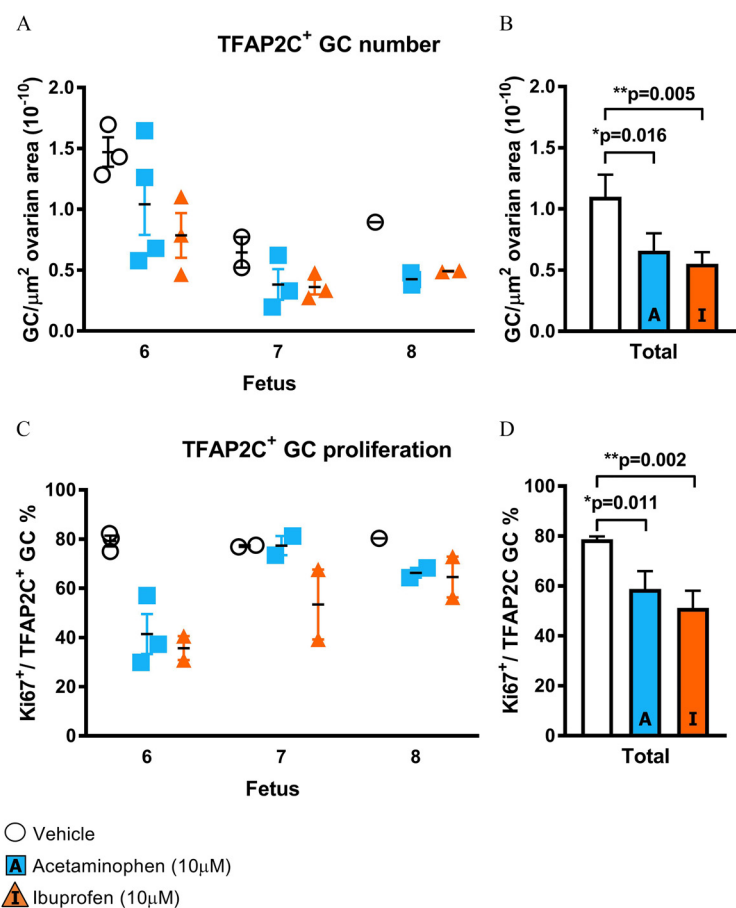 A
TFAP2C⁺ GC number
GC/µm² ovarian area (10⁻¹⁰)
2.0
1.5
1.0
0.5
0.0
6 7 8
Fetus
B
GC/µm² ovarian area (10⁻¹⁰)
2.0
1.5
1.0
0.5
0.0
**p=0.005
*p=0.016
A I
Total
C
TFAP2C⁺ GC proliferation
Ki67⁺/ TFAP2C⁺ GC %
100
80
60
40
20
0
6 7 8
Fetus
D
Ki67⁺/ TFAP2C GC %
100
80
60
40
20
0
**p=0.002
*p=0.011
A I
Total
Vehicle
A Acetaminophen (10µM)
I Ibuprofen (10µM)